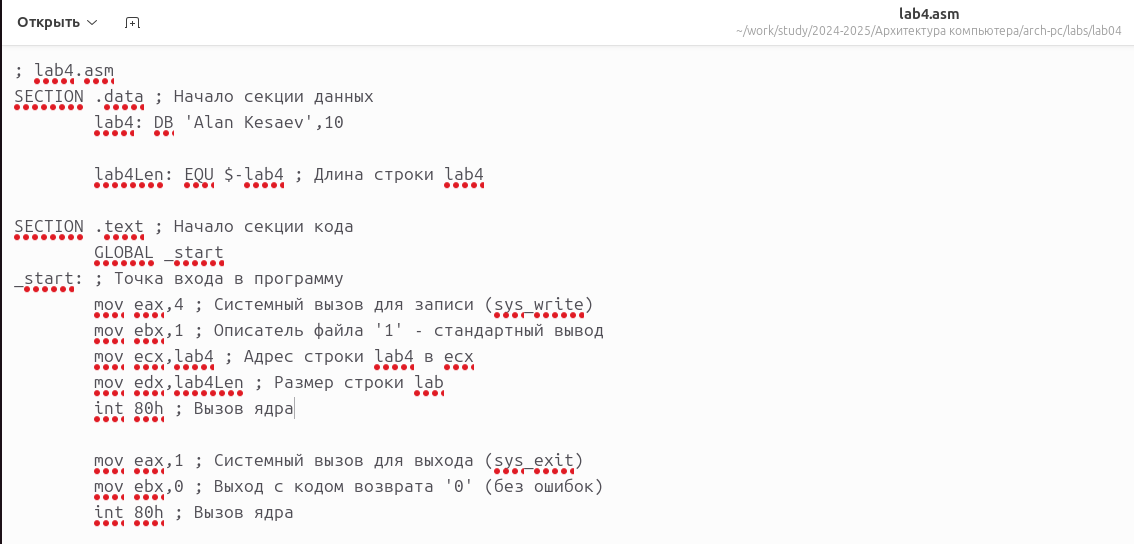 Открыть
lab4.asm
~/work/study/2024-2025/Архитектура компьютера/arch-pc/labs/lab04
; lab4.asm
SECTION .data ; Начало секции данных
lab4: DB 'Alan Kesaev',10
lab4Len: EQU $-lab4 ; Длина строки lab4
SECTION .text ; Начало секции кода
GLOBAL _start
_start: ; Точка входа в программу
mov eax,4 ; Системный вызов для записи (sys_write)
mov ebx,1 ; Описатель файла '1' - стандартный вывод
mov ecx,lab4 ; Адрес строки lab4 в ecx
mov edx,lab4Len ; Размер строки lab
int 80h ; Вызов ядра
mov eax,1 ; Системный вызов для выхода (sys_exit)
mov ebx,0 ; Выход с кодом возврата '0' (без ошибок)
int 80h ; Вызов ядра